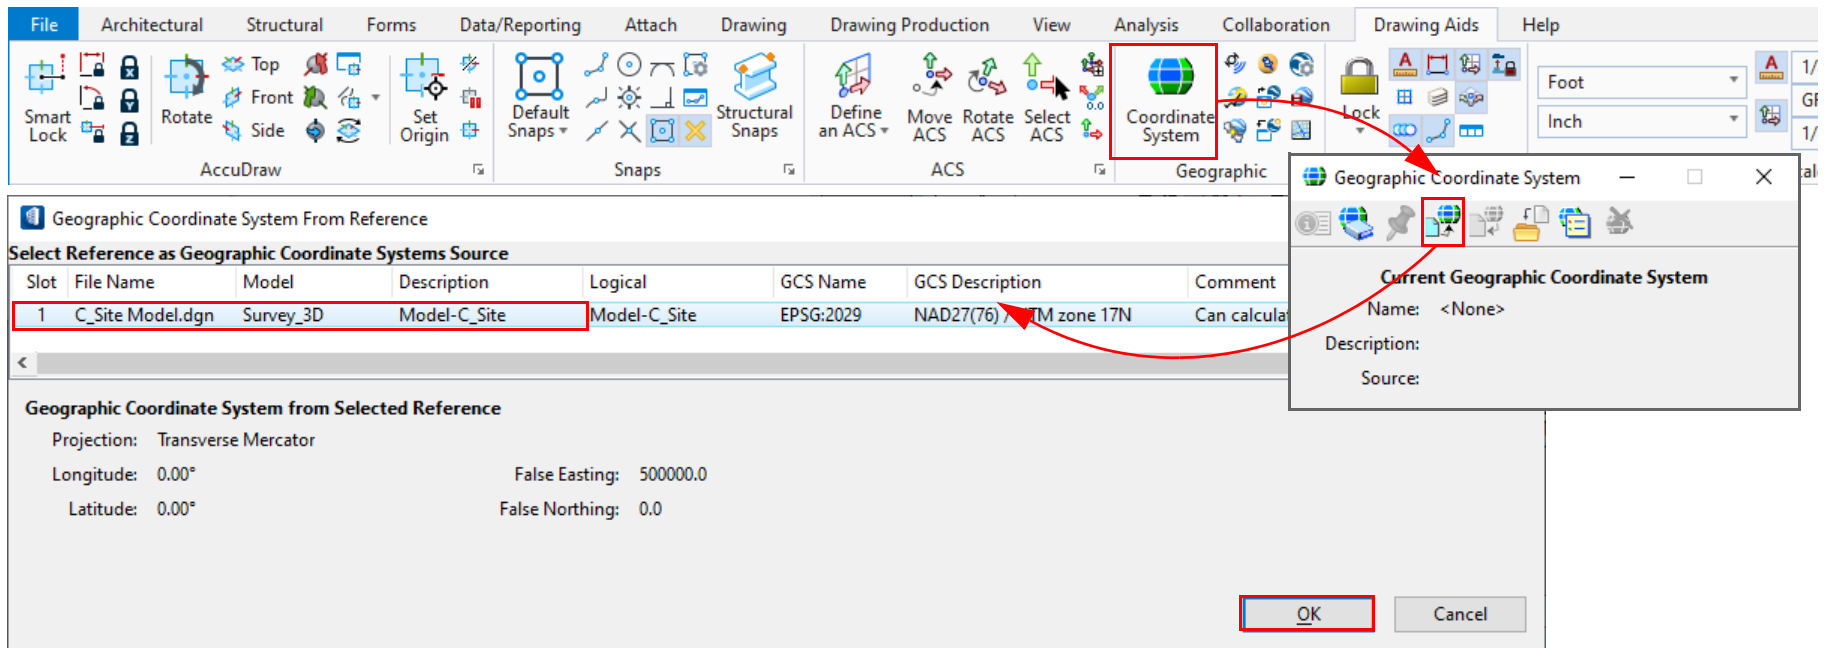 File Architectural Structural Forms Data/Reporting Attach Drawing Drawing Production View Analysis Collaboration Drawing Aids Help
Smart Lock
Rotate
Top
Front
Side
Set Origin
AccuDraw
Default Snaps
Structural Snaps
Snaps
Define an ACS
Move ACS
Rotate ACS
Select ACS
ACS
Coordinate System
Geographic
Lock
Foot
Inch
1/
GF
1/
Geographic Coordinate System
Current Geographic Coordinate System
Name: <None>
Description:
Source:
Geographic Coordinate System From Reference
Select Reference as Geographic Coordinate Systems Source
Slot File Name Model Description Logical GCS Name GCS Description Comment
1 C_Site Model.dgn Survey_3D Model-C_Site Model-C_Site EPSG:2029 NAD27(76) / UTM zone 17N Can calcula
Geographic Coordinate System from Selected Reference
Projection: Transverse Mercator
Longitude: 0.00° False Easting: 500000.0
Latitude: 0.00° False Northing: 0.0
OK Cancel